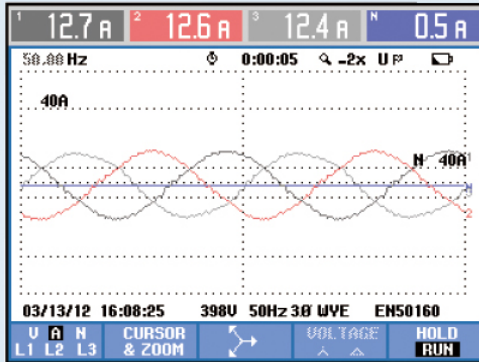 1 12.7 A 2 12.6 A 3 12.4 A N 0.5 A
50.00 Hz 0:00:05 -2x U
40A
N 40A
1
2
03/13/12 16:08:25 398V 50Hz 3.0 WYE EN50160
V A N CURSOR VOLTAGE HOLD
L1 L2 L3 & ZOOM RUN